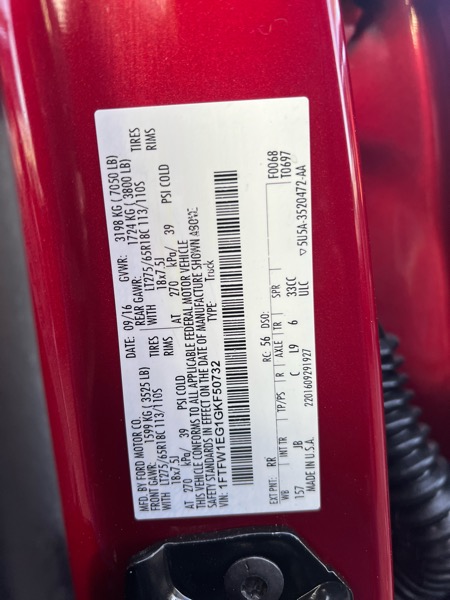 MFD. BY FORD MOTOR CO. DATE: 09/16 GVWR: 3198 KG ( 7050 LB)
FRONT GAWR: 1599 KG ( 3525 LB) REAR GAWR: 1724 KG ( 3800 LB)
WITH LT275/65R18C 113/110S TIRES WITH LT275/65R18C 113/110S TIRES
18x7.5J RIMS 18x7.5J RIMS
AT 270 kPa/ 39 PSI COLD AT 270 kPa/ 39 PSI COLD
THIS VEHICLE CONFORMS TO ALL APPLICABLE FEDERAL MOTOR VEHICLE
SAFETY STANDARDS IN EFFECT ON THE DATE OF MANUFACTURE SHOWN ABOVE.
VIN: 1FTFW1EG1GKF50732 TYPE: Truck
F0068
T0697
EXT PNT: RR RC: 56 DSO:
WB INT TR TP/PS R AXLE TR SPR
157 JB C L9 6 33CC
ULC
▽5U5A-3520472-AA
2201609291927
MADE IN U.S.A.